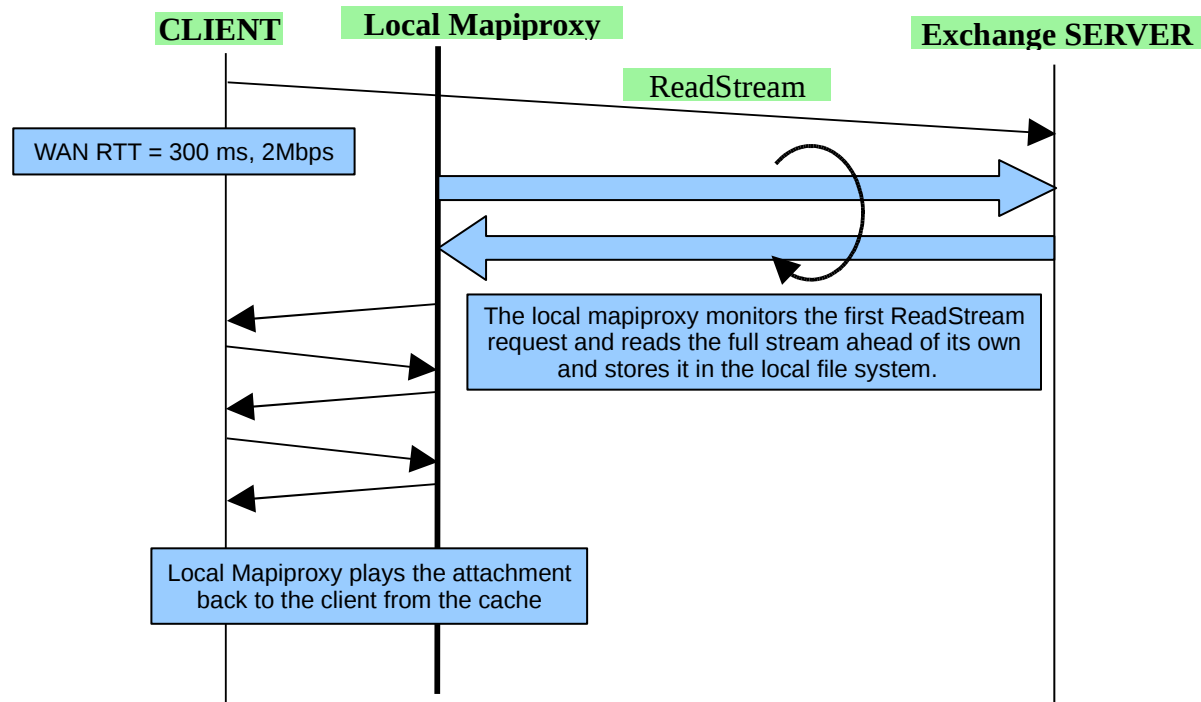 CLIENT
Local Mapiproxy
Exchange SERVER
ReadStream
WAN RTT = 300 ms, 2Mbps
The local mapiproxy monitors the first ReadStream
request and reads the full stream ahead of its own
and stores it in the local file system.
Local Mapiproxy plays the attachment
back to the client from the cache